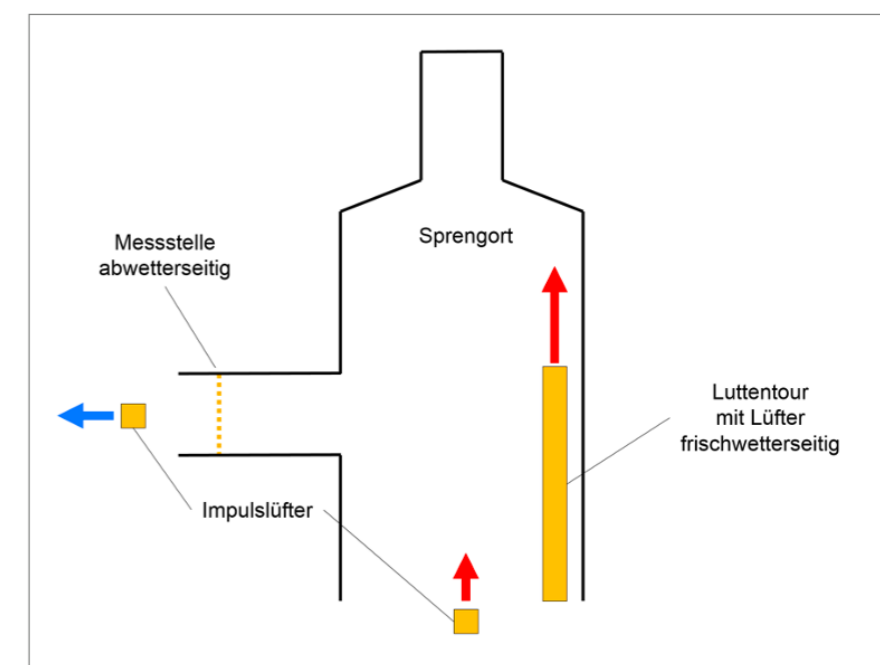 Sprengort
Messstelle
abwetterseitig
Luttentour
mit Lüfter
frischwetterseitig
Impulslüfter